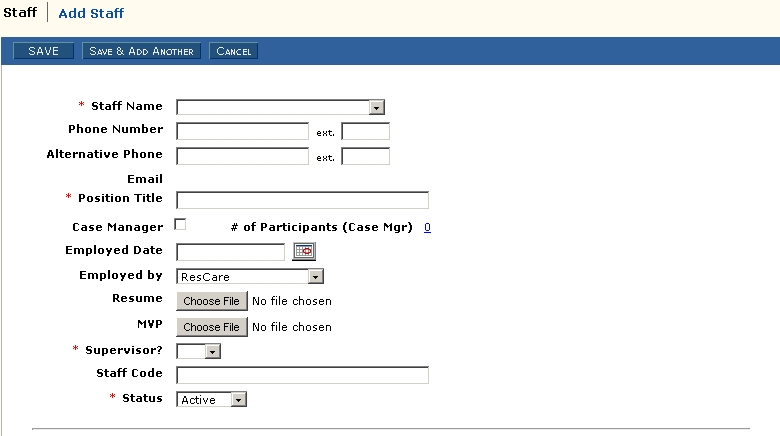 Staff | Add Staff
SAVE SAVE & ADD ANOTHER CANCEL
* Staff Name
Phone Number ext.
Alternative Phone ext.
Email
* Position Title
Case Manager # of Participants (Case Mgr) 0
Employed Date
Employed by ResCare
Resume Choose File No file chosen
MVP Choose File No file chosen
* Supervisor?
Staff Code
* Status Active